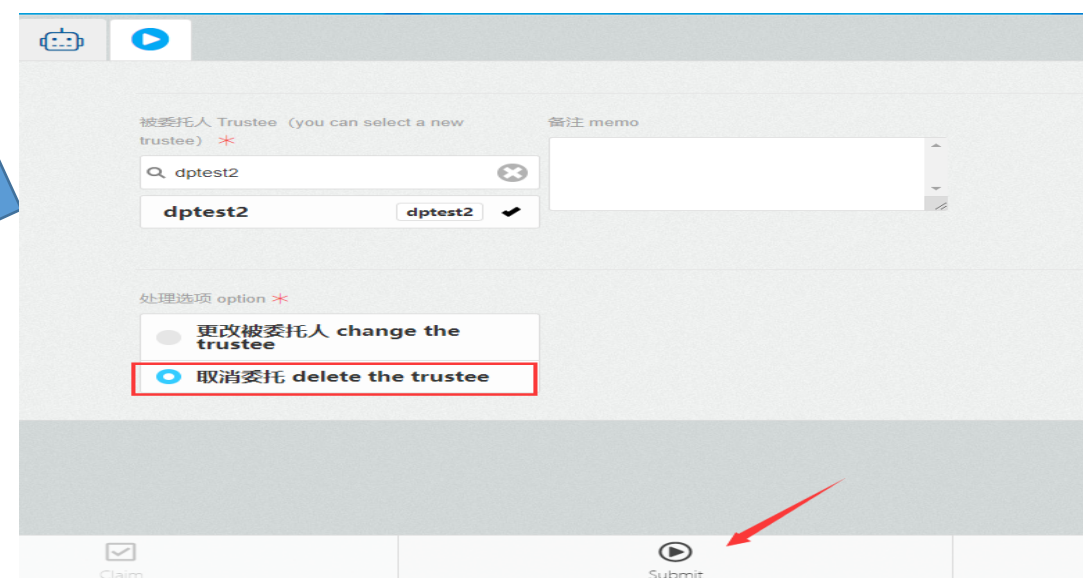 被委托人 Trustee（you can select a new
trustee） *
备注 memo
dptest2
dptest2 dptest2
处理选项 option *
更改被委托人 change the
trustee
取消委托 delete the trustee
Claim
Submit